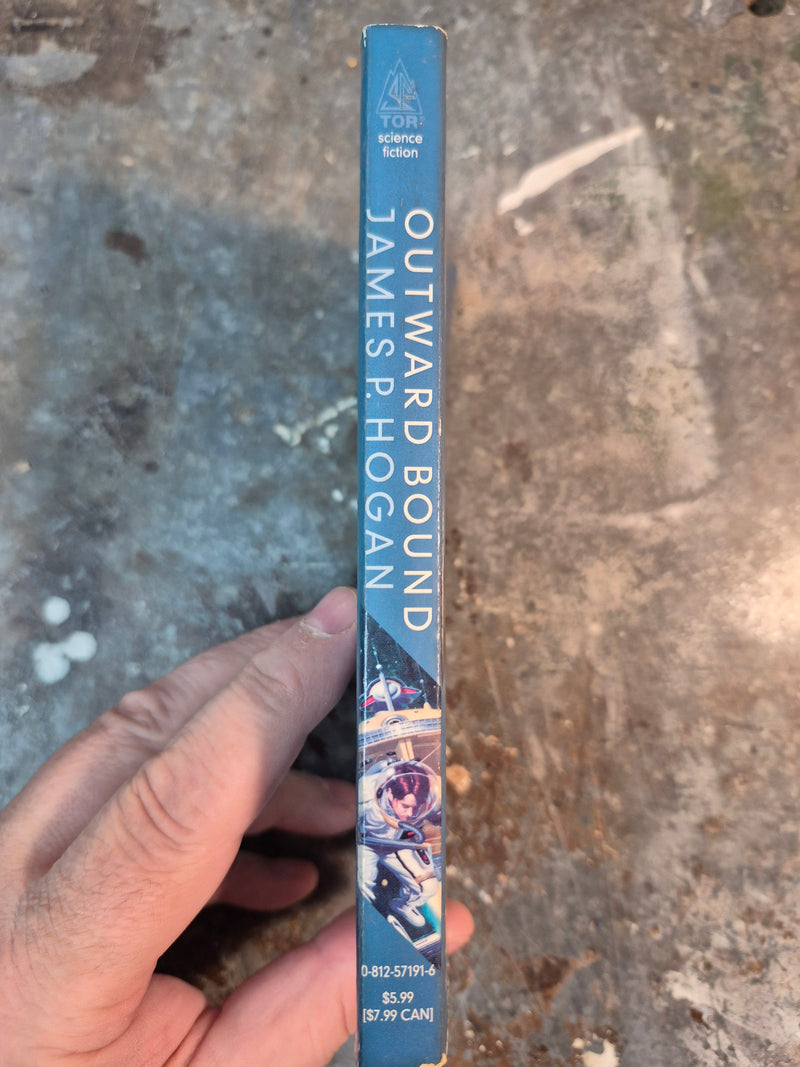 TOR®
science
fiction
OUTWARD BOUND
JAMES P. HOGAN
0-812-57191-6
$5.99
[$7.99 CAN]